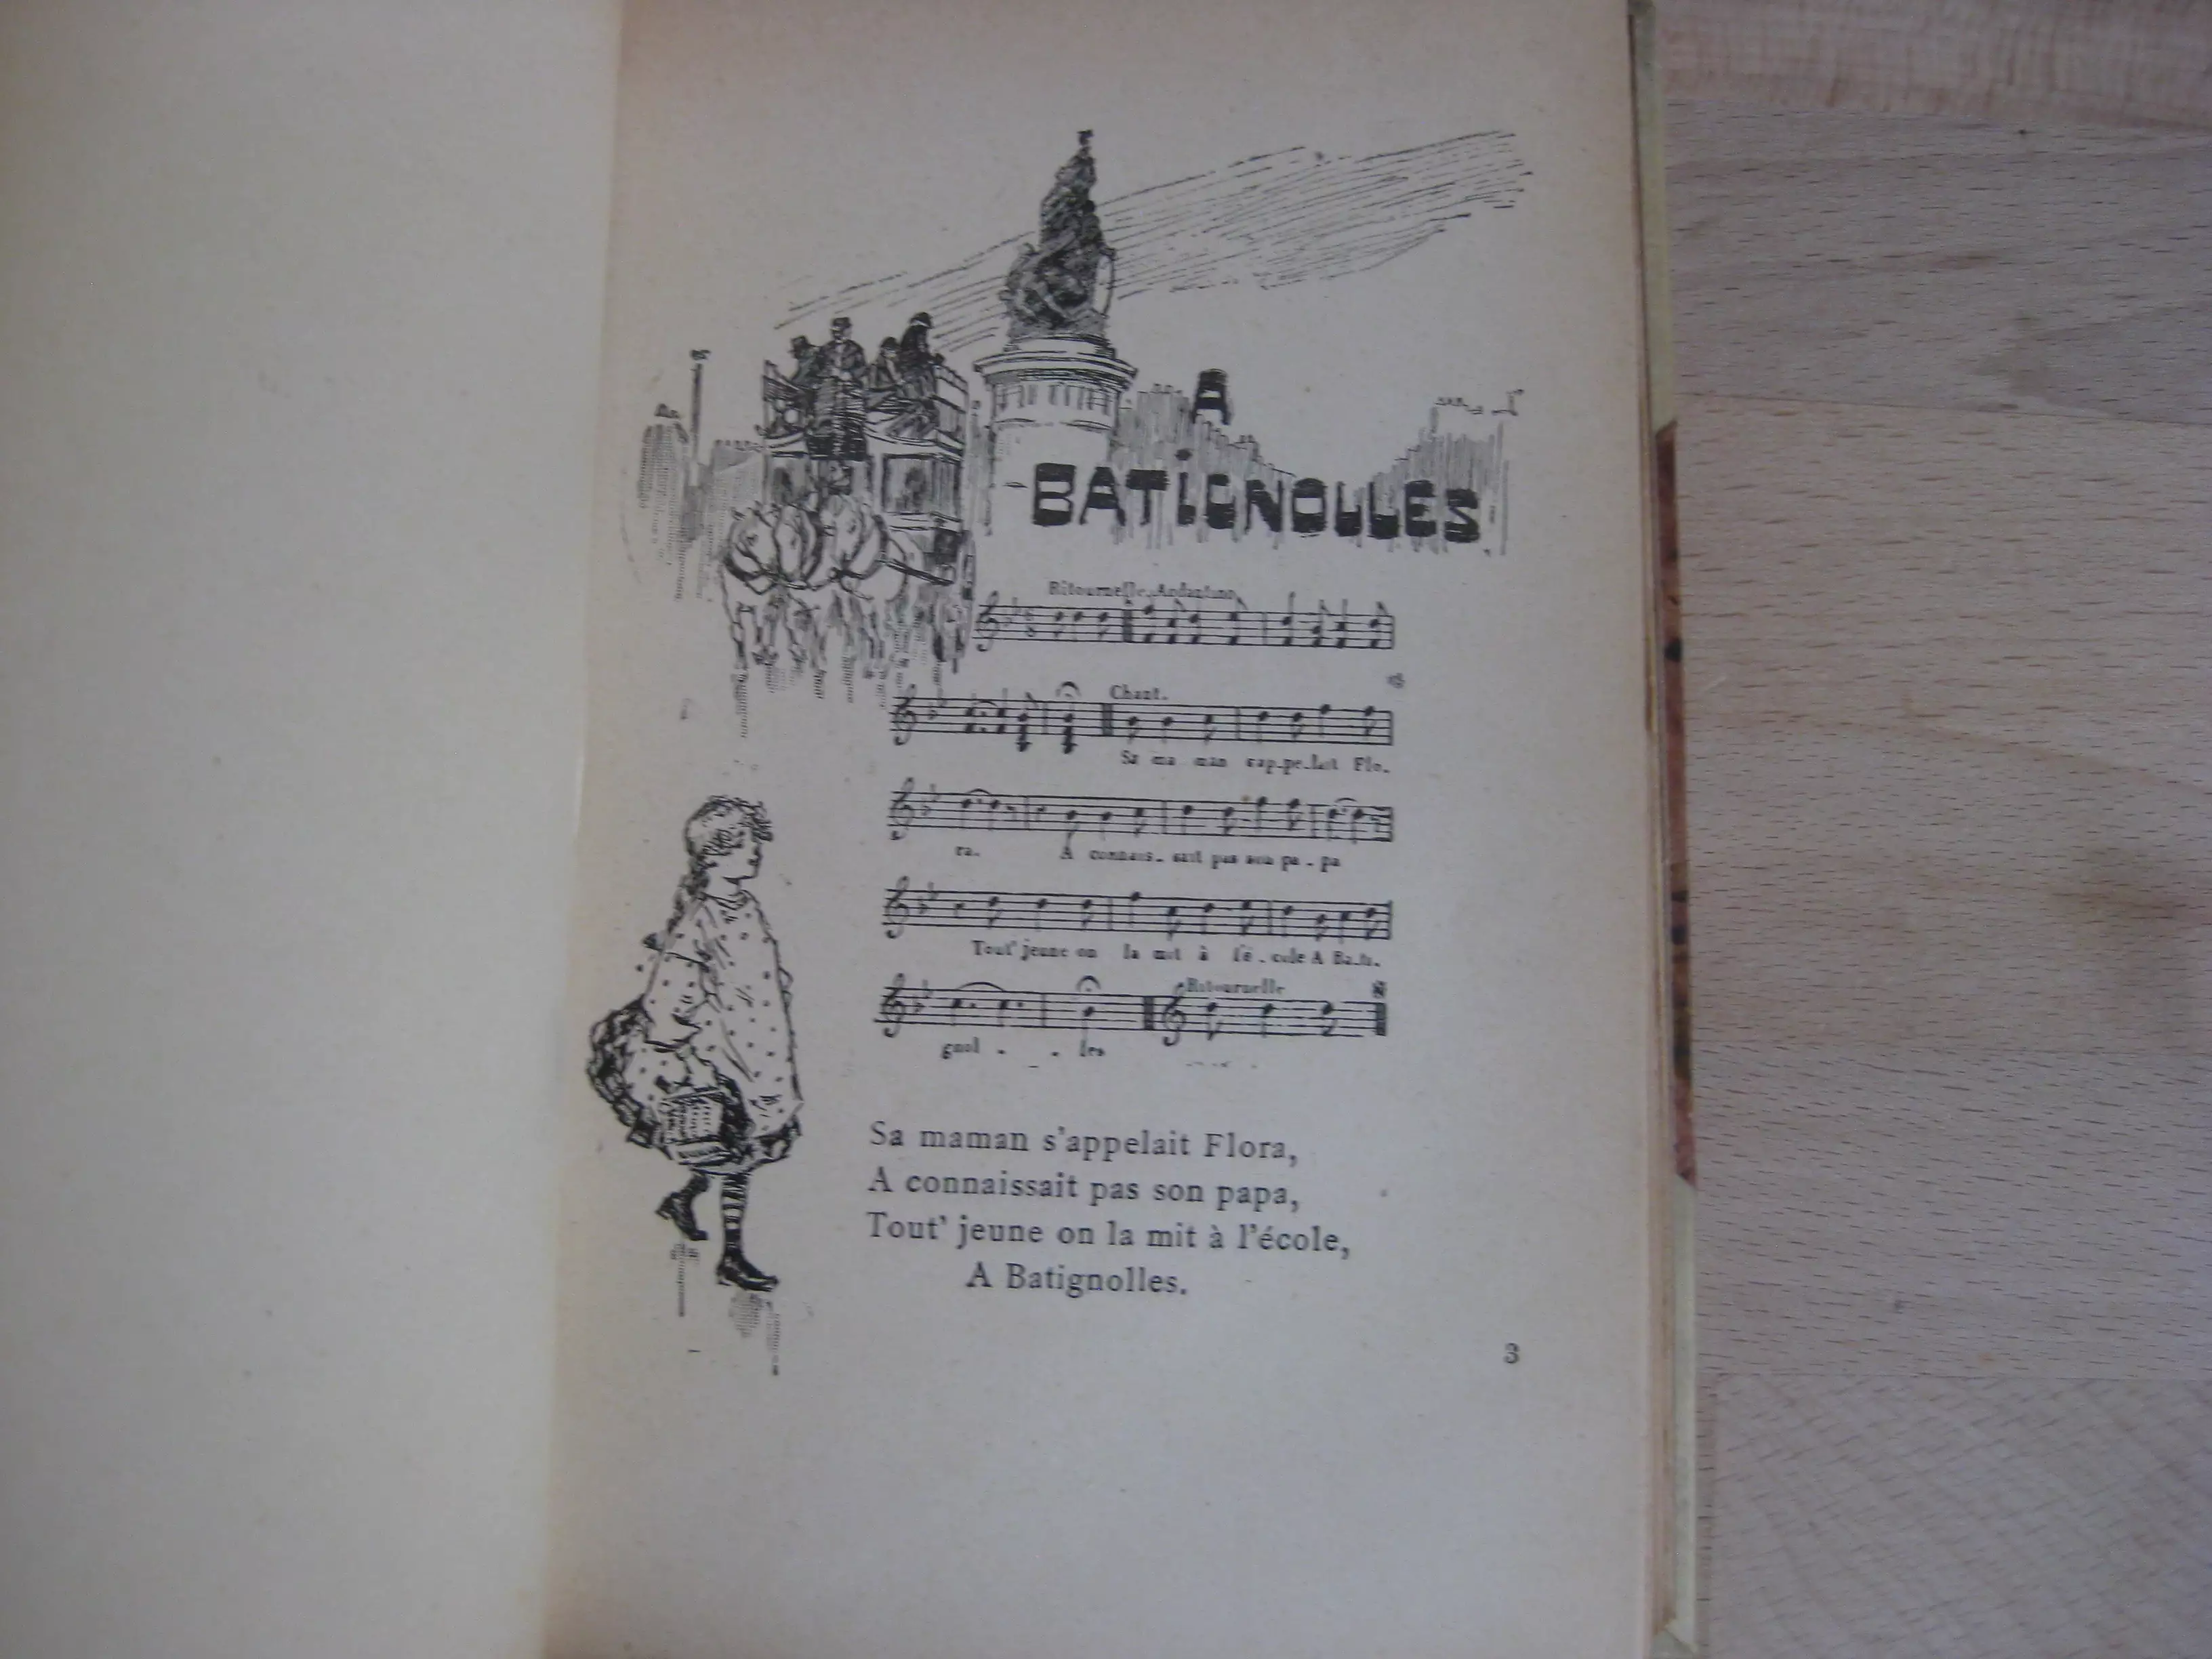 A
BATIGNOLLES
Ritournelle Andantino
Chant.
Sa ma man s'ap-pe-lait Flo-
ra. A connais-sait pas son pa-pa
Tout' jeune on la mit à l'é-cole A Ba-ti-
gnol - - les
Ritournelle
Sa maman s'appelait Flora,
A connaissait pas son papa,
Tout' jeune on la mit à l'école,
A Batignolles.
3